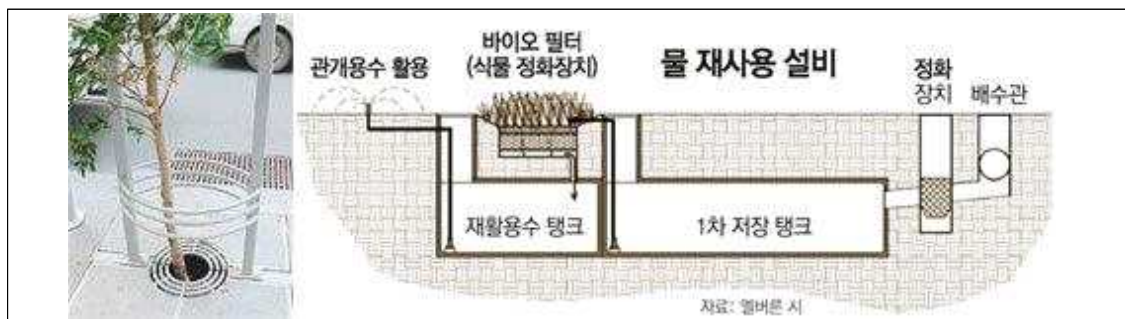 물 재사용 설비
관개용수 활용
바이오 필터
(식물 정화장치)
정화
장치
배수관
재활용수 탱크
1차 저장 탱크
자료: 멜버른 시